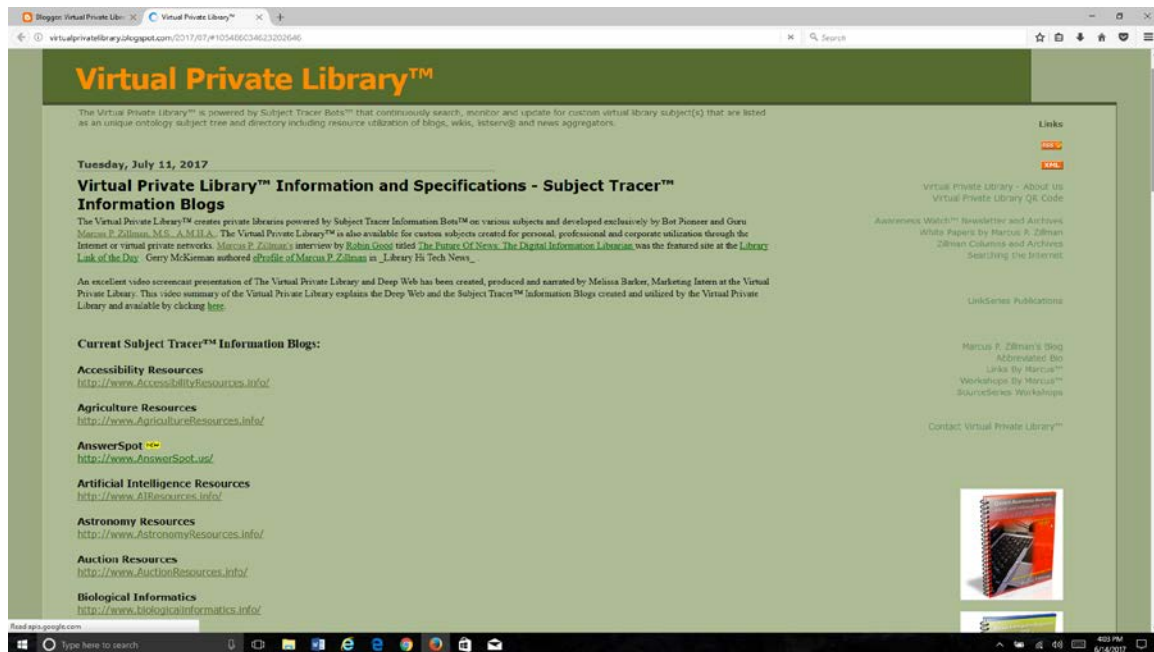 Blogger: Virtual Private Libr
Virtual Private Library™
virtualprivatelibrary.blogspot.com/2017/07/#105486034623202646
Search
Virtual Private Library™
The Virtual Private Library™ is powered by Subject Tracer Bots™ that continuously search, monitor and update for custom virtual library subject(s) that are listed
as an unique ontology subject tree and directory including resource utilization of blogs, wikis, listserv® and news aggregators.
Tuesday, July 11, 2017
Virtual Private Library™ Information and Specifications - Subject Tracer™
Information Blogs
The Virtual Private Library™ creates private libraries powered by Subject Tracer Information Bots™ on various subjects and developed exclusively by Bot Pioneer and Guru
Marcus P. Zillman, M.S., A.M.H.A.. The Virtual Private Library™ is also available for custom subjects created for personal, professional and corporate utilization through the
Internet or virtual private networks. Marcus P. Zillman's interview by Robin Good titled The Future Of News: The Digital Information Librarian was the featured site at the Library
Link of the Day. Gerry McKiernan authored eProfile of Marcus P. Zillman in _Library Hi Tech News_
An excellent video screencast presentation of The Virtual Private Library and Deep Web has been created, produced and narrated by Melissa Barker, Marketing Intern at the Virtual
Private Library. This video summary of the Virtual Private Library explains the Deep Web and the Subject Tracer™ Information Blogs created and utilized by the Virtual Private
Library and available by clicking here.
Current Subject Tracer™ Information Blogs:
Accessibility Resources
http://www.AccessibilityResources.info/
Agriculture Resources
http://www.AgricultureResources.info/
AnswerSpot NEW
http://www.AnswerSpot.us/
Artificial Intelligence Resources
http://www.AIResources.info/
Astronomy Resources
http://www.AstronomyResources.info/
Auction Resources
http://www.AuctionResources.info/
Biological Informatics
http://www.biologicalinformatics.info/
Links
RSS
XML
Virtual Private Library - About Us
Virtual Private Library QR Code
Awareness Watch™ Newsletter and Archives
White Papers by Marcus P. Zillman
Zillman Columns and Archives
Searching the Internet
LinkSeries Publications
Marcus P. Zillman's Blog
Abbreviated Bio
Links By Marcus™
Workshops By Marcus™
SourceSeries Workshops
Contact Virtual Private Library™
Read apis.google.com
Type here to search
4:03 PM
6/14/2017